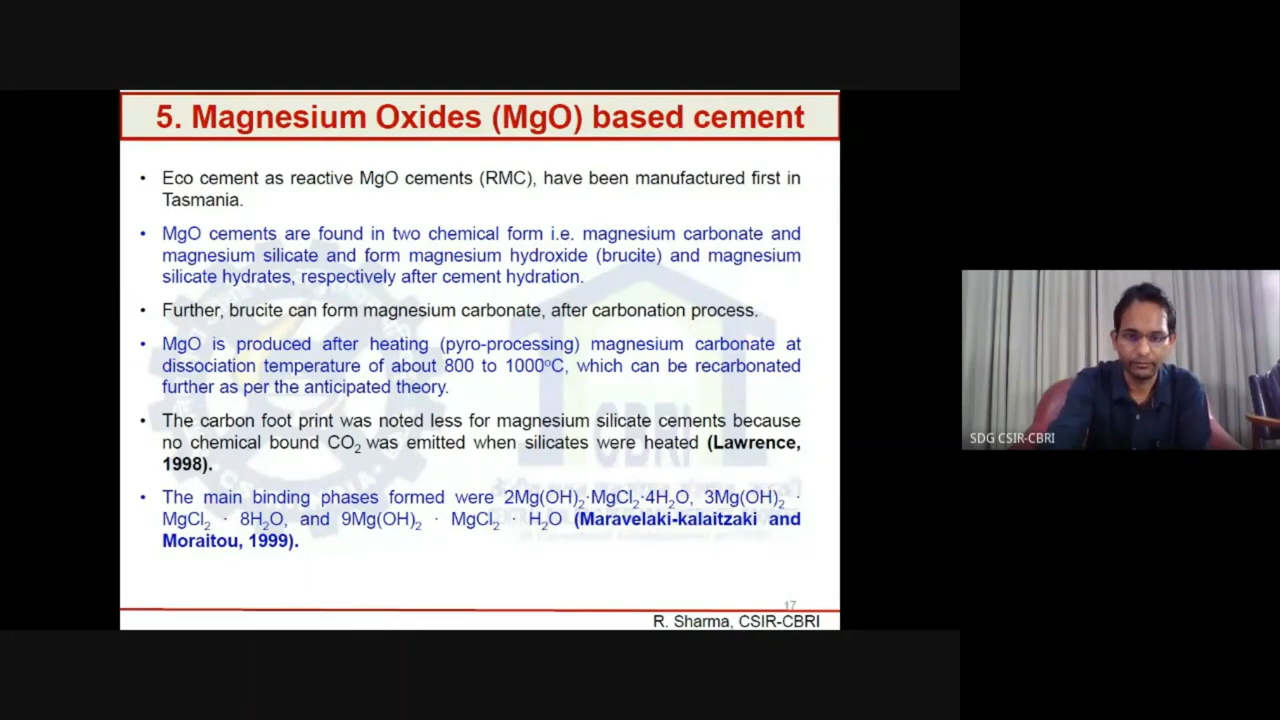 5. Magnesium Oxides (MgO) based cement
• Eco cement as reactive MgO cements (RMC), have been manufactured first in
Tasmania.
• MgO cements are found in two chemical form i.e. magnesium carbonate and
magnesium silicate and form magnesium hydroxide (brucite) and magnesium
silicate hydrates, respectively after cement hydration.
• Further, brucite can form magnesium carbonate, after carbonation process.
• MgO is produced after heating (pyro-processing) magnesium carbonate at
dissociation temperature of about 800 to 1000⁰C, which can be recarbonated
further as per the anticipated theory.
• The carbon foot print was noted less for magnesium silicate cements because
no chemical bound CO₂ was emitted when silicates were heated (Lawrence,
1998).
• The main binding phases formed were 2Mg(OH)₂·MgCl₂·4H₂O, 3Mg(OH)₂ ·
MgCl₂ · 8H₂O, and 9Mg(OH)₂ · MgCl₂ · H₂O (Maravelaki-kalaitzaki and
Moraitou, 1999).
CBRI
17
R. Sharma, CSIR-CBRI
SDG CSIR-CBRI